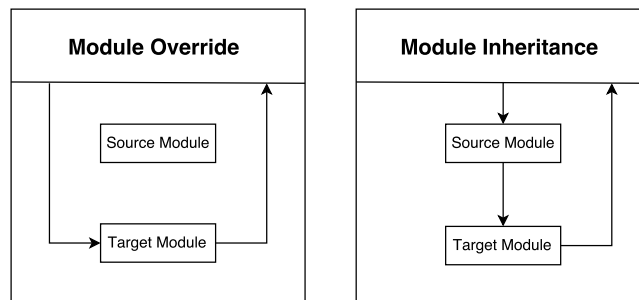 Module Override
Source Module
Target Module
Module Inheritance
Source Module
Target Module